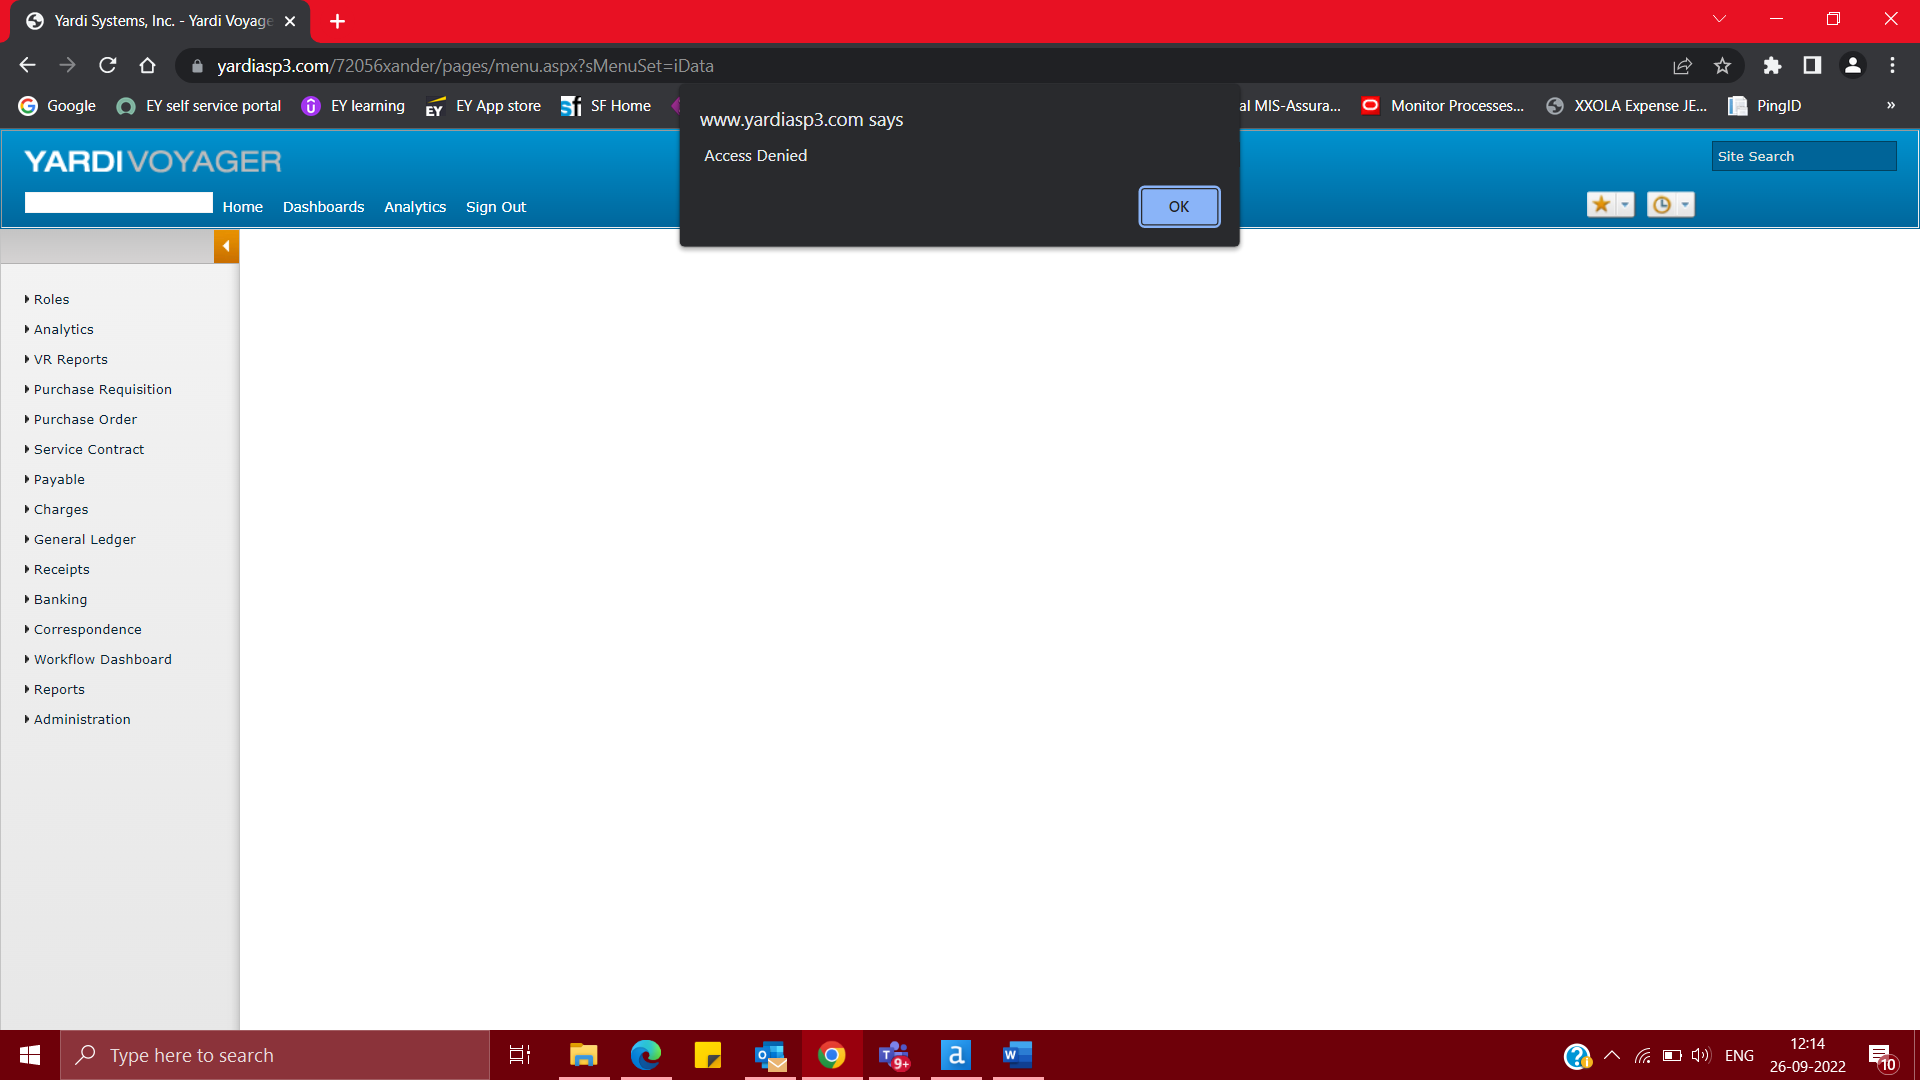 Yardi Systems, Inc. - Yardi Voyage
yardiasp3.com/72056xander/pages/menu.aspx?sMenuSet=iData
Google
EY self service portal
EY EY learning
EY App store
SF Home
al MIS-Assura...
Monitor Processes...
XXOLA Expense JE...
PingID
»
www.yardiasp3.com says
Access Denied
OK
YARDI VOYAGER
Site Search
Home
Dashboards
Analytics
Sign Out
Roles
Analytics
VR Reports
Purchase Requisition
Purchase Order
Service Contract
Payable
Charges
General Ledger
Receipts
Banking
Correspondence
Workflow Dashboard
Reports
Administration
Type here to search
9+
ENG
12:14
26-09-2022
10